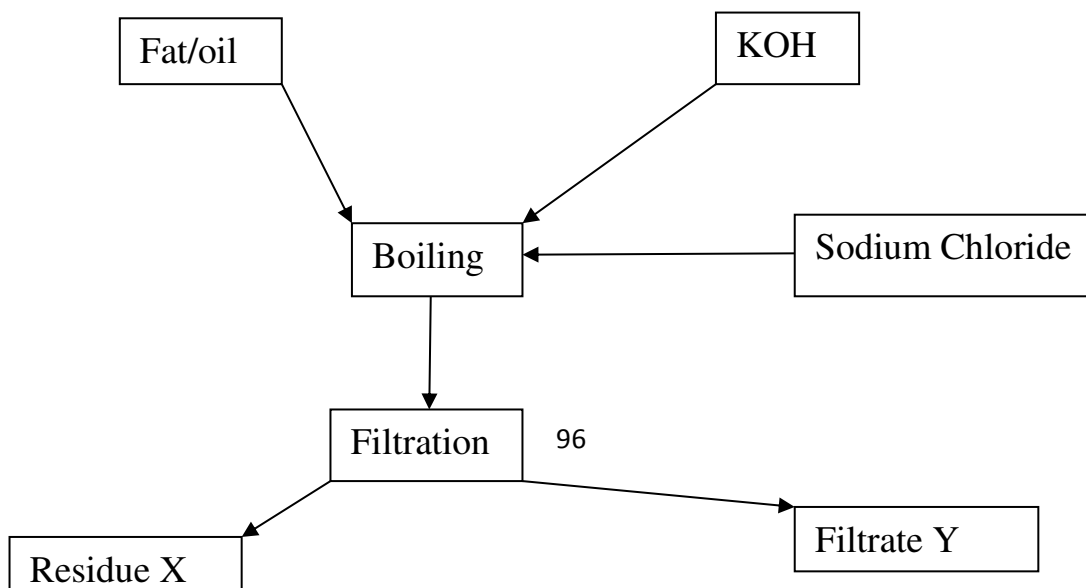 Fat/oil
KOH
Boiling
Sodium Chloride
Filtration
96
Filtrate Y
Residue X